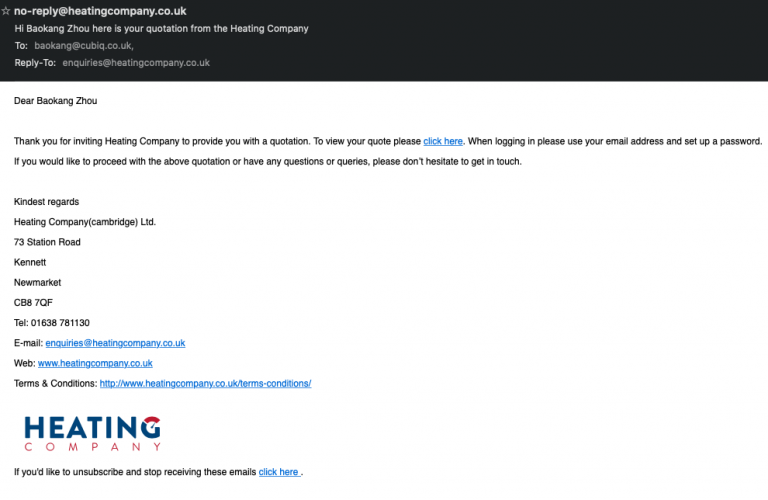 ☆ no-reply@heatingcompany.co.uk
Hi Baokang Zhou here is your quotation from the Heating Company
To: baokang@cubiq.co.uk,
Reply-To: enquiries@heatingcompany.co.uk
Dear Baokang Zhou
Thank you for inviting Heating Company to provide you with a quotation. To view your quote please click here. When logging in please use your email address and set up a password.
If you would like to proceed with the above quotation or have any questions or queries, please don't hesitate to get in touch.
Kindest regards
Heating Company(cambridge) Ltd.
73 Station Road
Kennett
Newmarket
CB8 7QF
Tel: 01638 781130
E-mail: enquiries@heatingcompany.co.uk
Web: www.heatingcompany.co.uk
Terms & Conditions: http://www.heatingcompany.co.uk/terms-conditions/
HEATING
COMPANY
If you'd like to unsubscribe and stop receiving these emails click here .